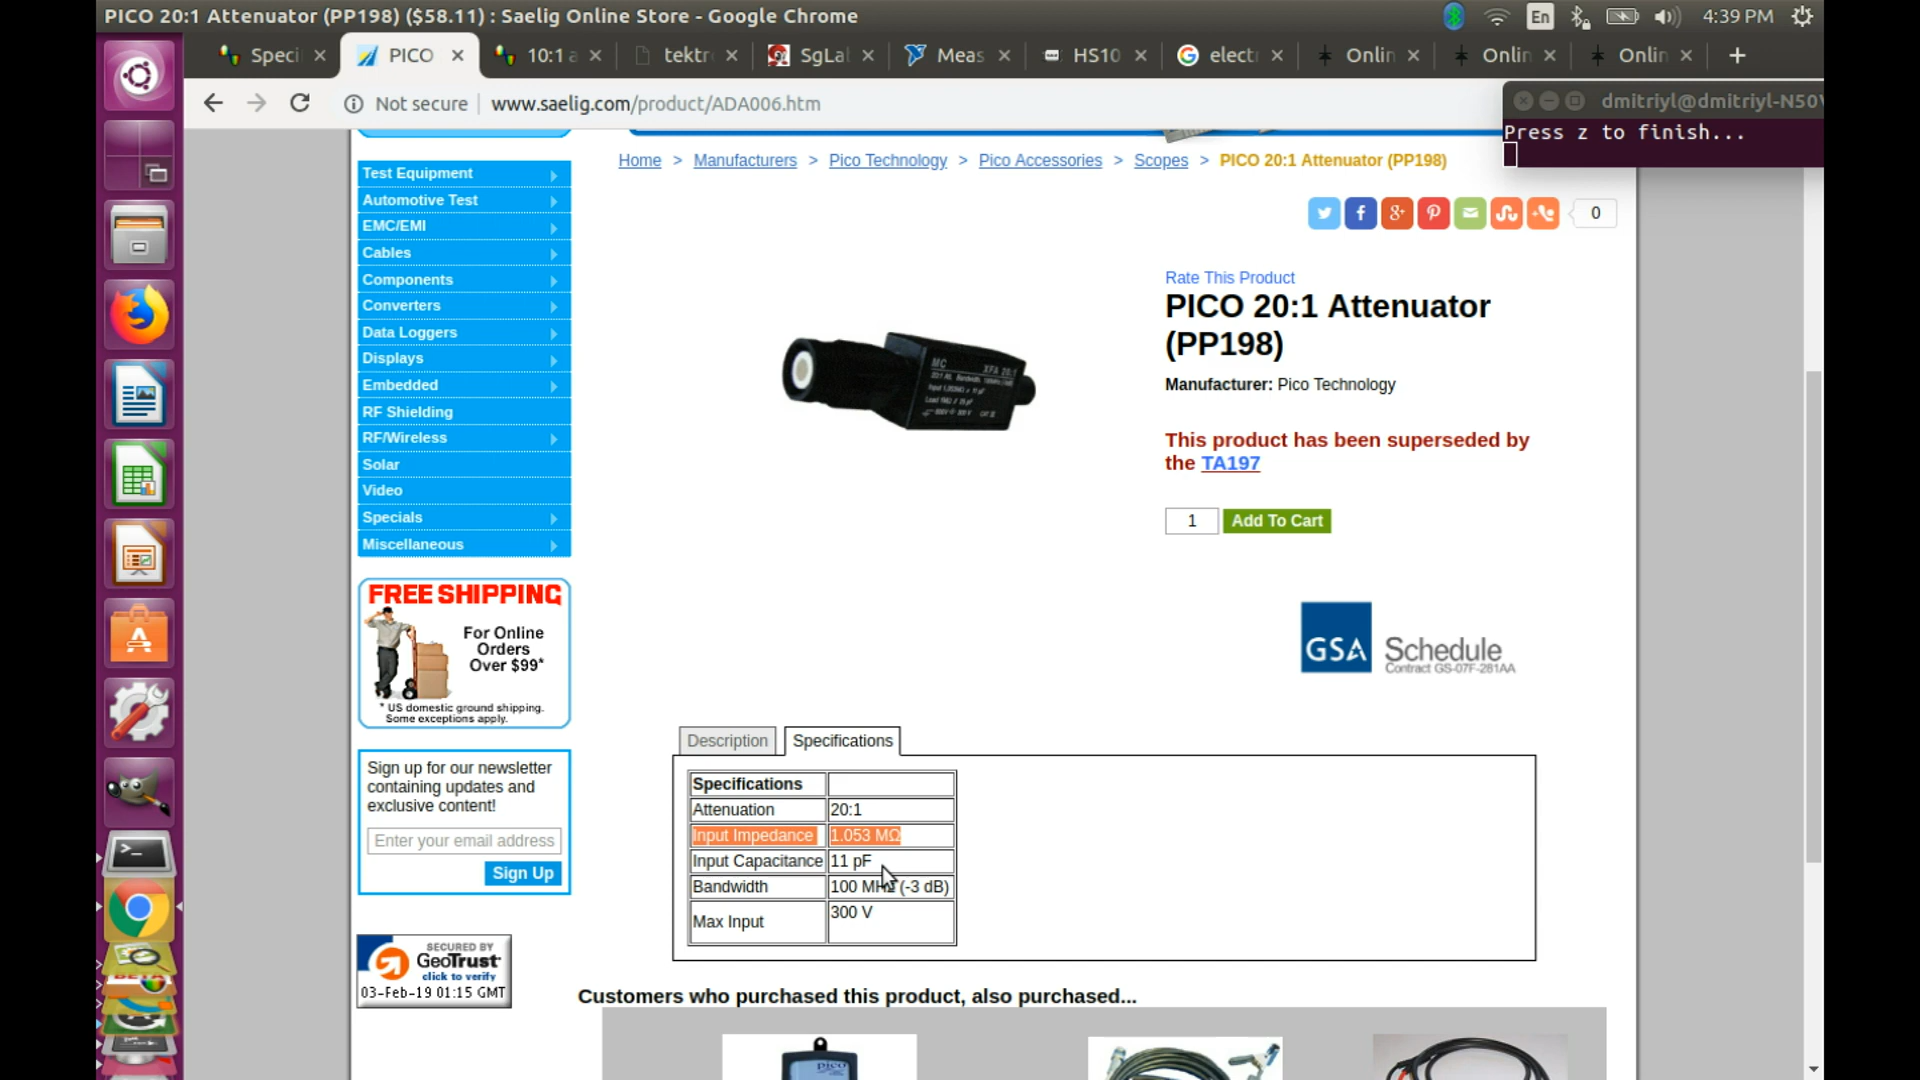 PICO 20:1 Attenuator (PP198) ($58.11) : Saelig Online Store - Google Chrome
En
4:39 PM
Speci
PICO
10:1 a
tektr
SgLal
Meas
HS10
elect
Onlin
Onlin
Onlin
Not secure
www.saelig.com/product/ADA006.htm
dmitriyl@dmitriyl-N50V
Press z to finish...
Home > Manufacturers > Pico Technology > Pico Accessories > Scopes > PICO 20:1 Attenuator (PP198)
0
Test Equipment
Automotive Test
EMC/EMI
Cables
Components
Converters
Data Loggers
Displays
Embedded
RF Shielding
RF/Wireless
Solar
Video
Specials
Miscellaneous
MC XFA 20:1
Rate This Product
PICO 20:1 Attenuator
(PP198)
Manufacturer: Pico Technology
This product has been superseded by
the TA197
1
Add To Cart
FREE SHIPPING
For Online
Orders
Over $99*
* US domestic ground shipping.
Some exceptions apply.
GSA Schedule
Contract GS-07F-281AA
Sign up for our newsletter
containing updates and
exclusive content!
Enter your email address
Sign Up
Description
Specifications
Specifications
Attenuation 20:1
Input Impedance 1.053 MΩ
Input Capacitance 11 pF
Bandwidth 100 MHz (-3 dB)
Max Input 300 V
SECURED BY
GeoTrust
click to verify
03-Feb-19 01:15 GMT
Customers who purchased this product, also purchased...
pico